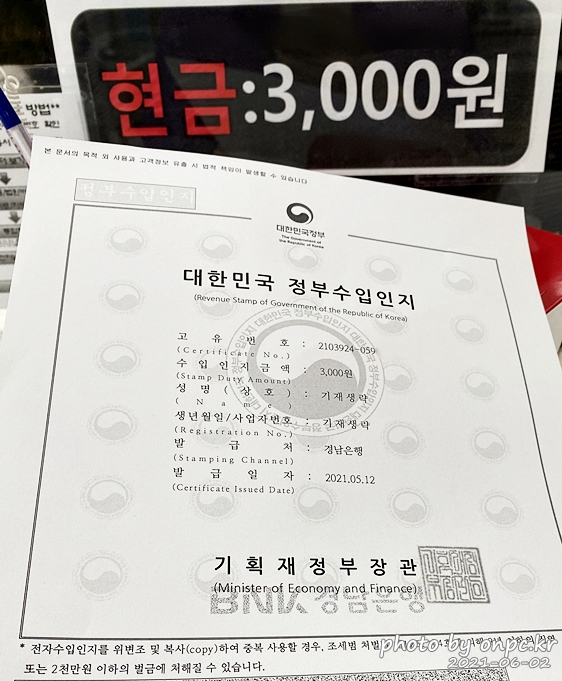 현금:3,000원
방법**
본 문서의 목적 외 사용과 고객정보 유출 시 법적 책임이 발생할 수 있습니다
정부수입인지
대한민국정부
The Government of
the Republic of Korea
대한민국 정부수입인지
(Revenue Stamp of Government of the Republic of Korea)
고유번호 : 2103924-059
(Certificate No.)
수입인지금액 : 3,000원
(Stamp Duty Amount)
성명(상호) : 기재생략
(Name)
생년월일/사업자번호 : 기재생략
(Registration No.)
발급처 : 경남은행
(Stamping Channel)
발급일자 : 2021.05.12
(Certificate Issued Date)
기획재정부장관
(Minister of Economy and Finance)
BNK 경남은행
* 전자수입인지를 위변조 및 복사(copy)하여 중복 사용할 경우, 조세범 처벌
또는 2천만원 이하의 벌금에 처해질 수 있습니다.
photo by onpc.kr
2021-06-02